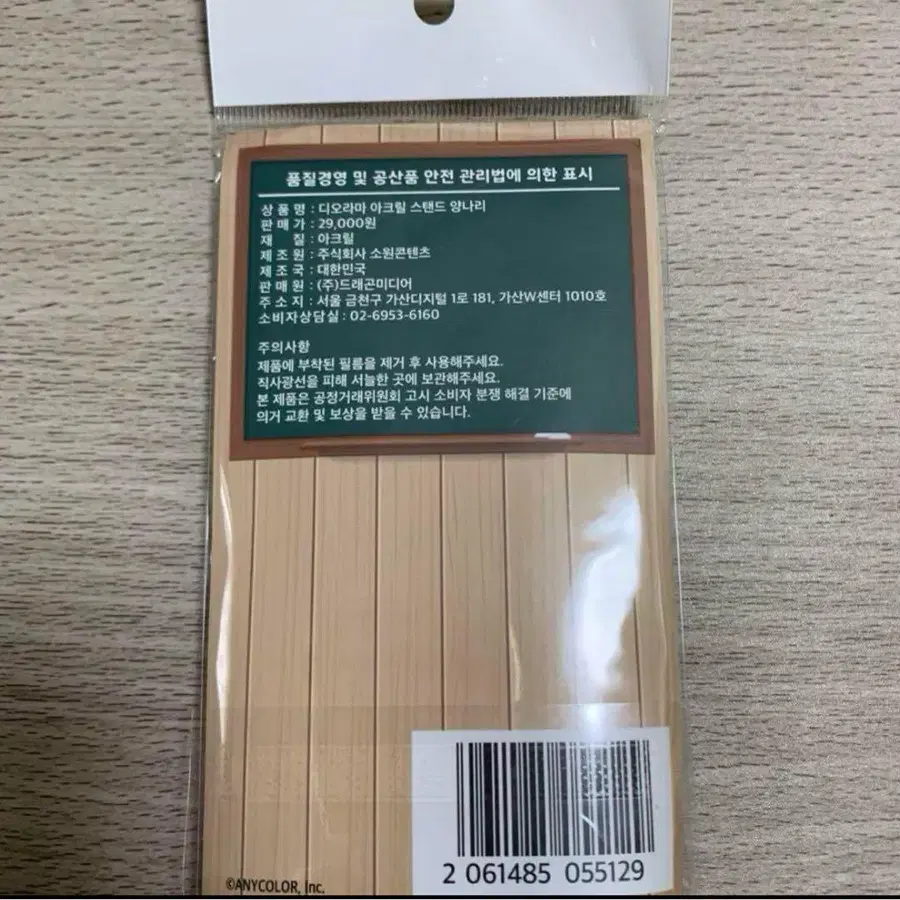 품질경영 및 공산품 안전 관리법에 의한 표시
상 품 명 : 디오라마 아크릴 스탠드 양나리
판 매 가 : 29,000원
재 질 : 아크릴
제 조 원 : 주식회사 소원콘텐츠
제 조 국 : 대한민국
판 매 원 : (주)드래곤미디어
주 소 지 : 서울 금천구 가산디지털 1로 181, 가산W센터 1010호
소비자상담실 : 02-6953-6160
주의사항
제품에 부착된 필름을 제거 후 사용해주세요.
직사광선을 피해 서늘한 곳에 보관해주세요.
본 제품은 공정거래위원회 고시 소비자 분쟁 해결 기준에
의거 교환 및 보상을 받을 수 있습니다.
2 061485 055129
©ANYCOLOR, Inc.